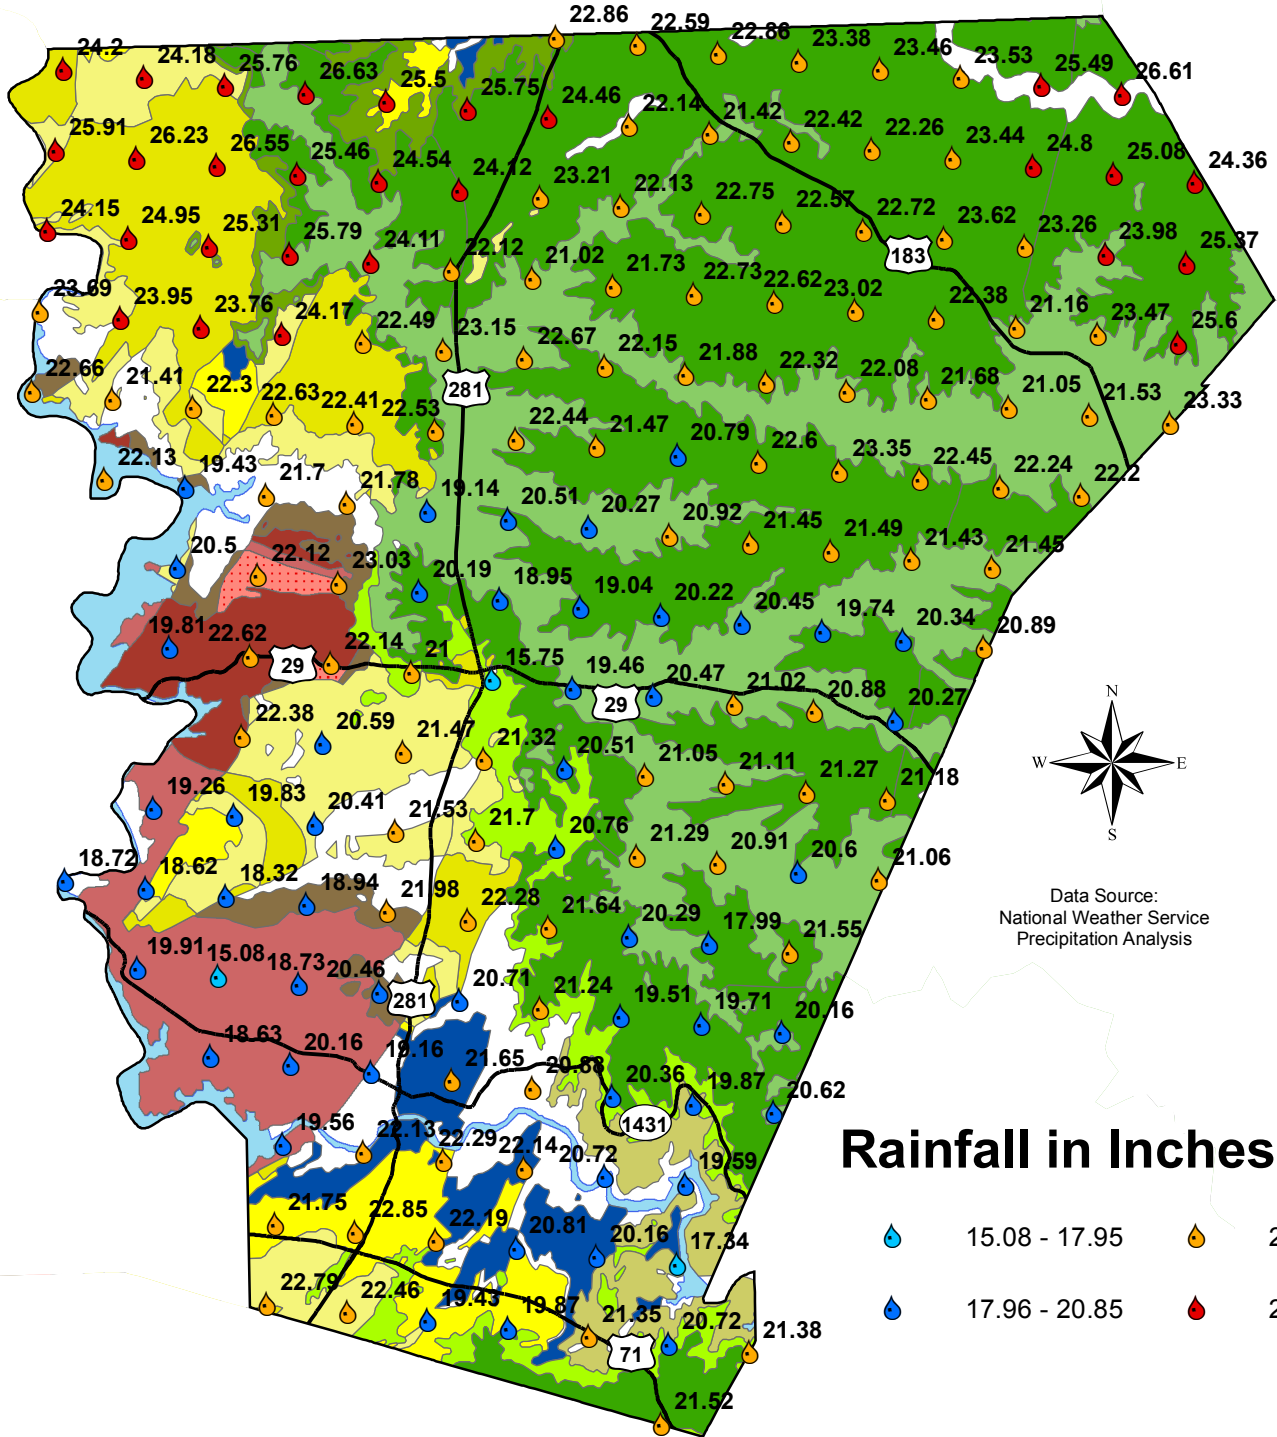 22.86 22.59 22.86 23.38 23.46 23.53 25.49 26.61
24.2 24.18 25.76 26.63 25.5 25.75 24.46 22.14 21.42 22.42 22.26 23.44 24.8 25.08 24.36
25.91 26.23 26.55 25.46 24.54 24.12 23.21 22.13 22.75 22.57 22.72 23.62 23.26 23.98 25.37
24.15 24.95 25.31 25.79 24.11 22.12 21.02 21.73 22.73 22.62 23.02 22.38 21.16 23.47 25.6
183
23.69 23.95 23.76 24.17 22.49 23.15 22.67 22.15 21.88 22.32 22.08 21.68 21.05 21.53 23.33
281
22.66 21.41 22.3 22.63 22.41 22.53 22.44 21.47 20.79 22.6 23.35 22.45 22.24 22.2
22.13 19.43 21.7 21.78 19.14 20.51 20.27 20.92 21.45 21.49 21.43 21.45
20.5 22.12 23.03 20.19 18.95 19.04 20.22 20.45 19.74 20.34 20.89
19.81 22.62 22.14 21 15.75 19.46 20.47 21.02 20.88 20.27
29
29
22.38 20.59 21.47 21.32 20.51 21.05 21.11 21.27 21.18
N
W E
S
19.26 19.83 20.41 21.53 21.7 20.76 21.29 20.91 20.6 21.06
18.72 18.62 18.32 18.94 21.98 22.28 21.64 20.29 17.99 21.55
Data Source:
National Weather Service
Precipitation Analysis
19.91 15.08 18.73 20.46 20.71 21.24 19.51 19.71 20.16
281
18.63 20.16 19.16 21.65 20.88 20.36 19.87 20.62
1431
19.56 22.13 22.29 22.14 20.72 19.59
Rainfall in Inches
21.75 22.85 22.19 20.81 20.16 17.34
15.08 - 17.95 2
22.79 22.46 19.43 19.87 21.35 20.72 21.38
17.96 - 20.85 2
71
21.52